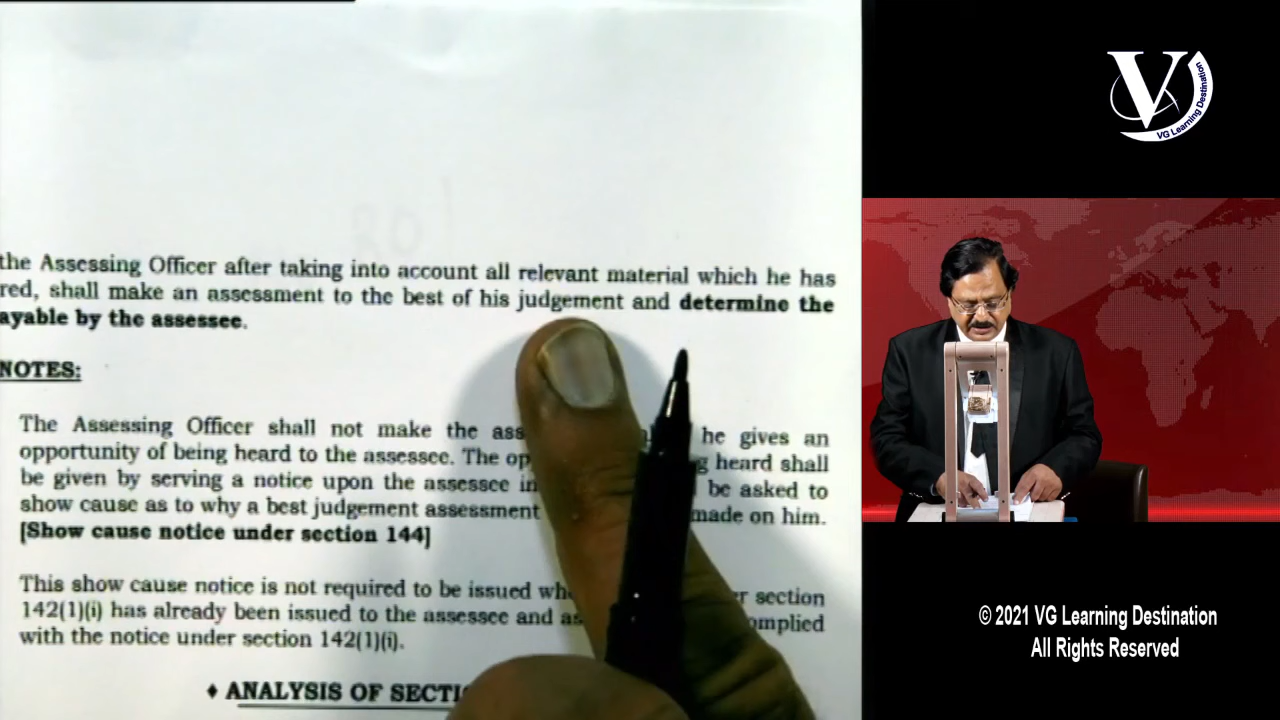 the Assessing Officer after taking into account all relevant material which he has
red, shall make an assessment to the best of his judgement and determine the
ayable by the assessee.
NOTES:
The Assessing Officer shall not make the ass he gives an
opportunity of being heard to the assessee. The op g heard shall
be given by serving a notice upon the assessee in be asked to
show cause as to why a best judgement assessment made on him.
[Show cause notice under section 144]
This show cause notice is not required to be issued wh r section
142(1)(i) has already been issued to the assessee and as omplied
with the notice under section 142(1)(i).
♦ ANALYSIS OF SECTI
V
VG Learning Destination
© 2021 VG Learning Destination
All Rights Reserved